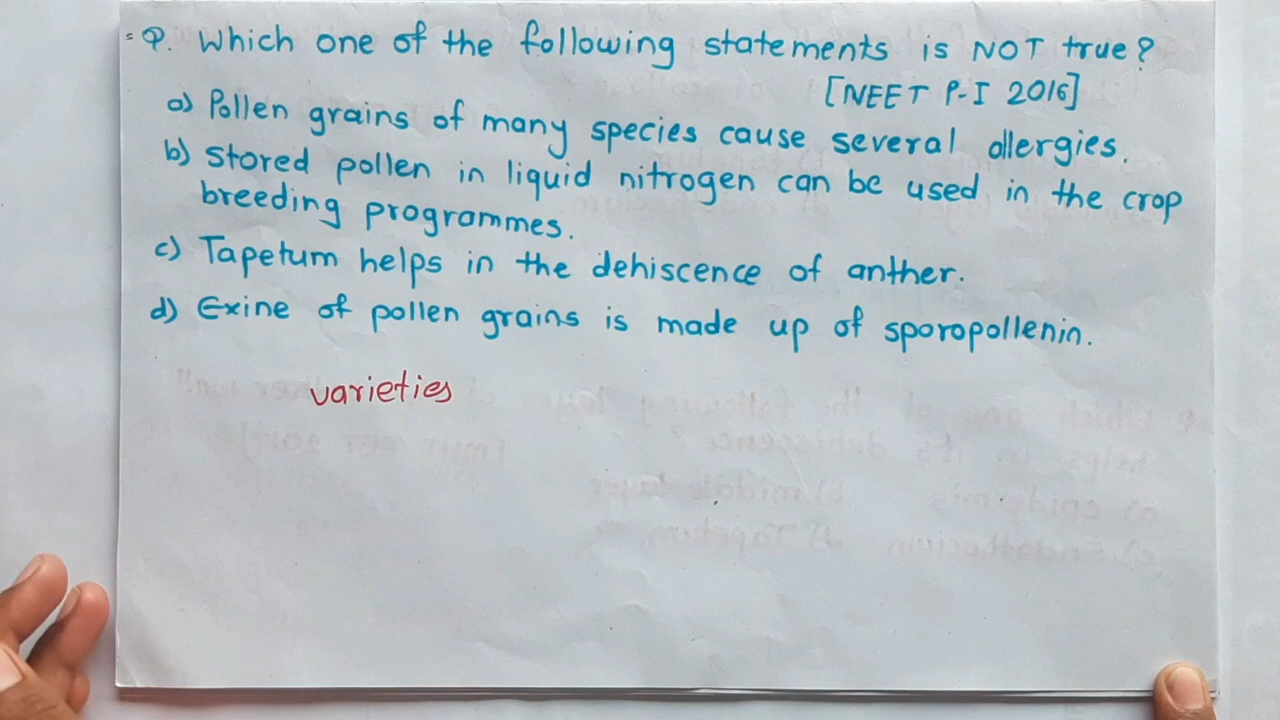 Q. Which one of the following statements is NOT true?
[NEET P-I 2016]
a) Pollen grains of many species cause several allergies.
b) Stored pollen in liquid nitrogen can be used in the crop
breeding programmes.
c) Tapetum helps in the dehiscence of anther.
d) Exine of pollen grains is made up of sporopollenin.
varieties